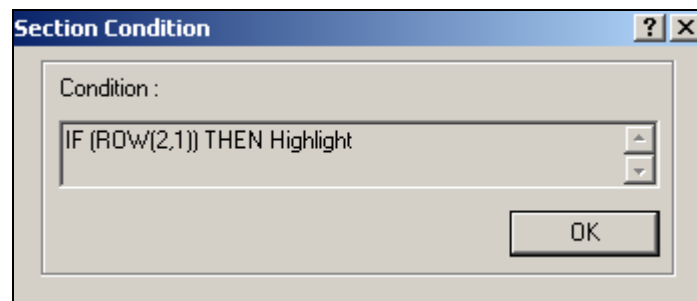 Section Condition
Condition :
IF (ROW(2,1)) THEN Highlight
OK